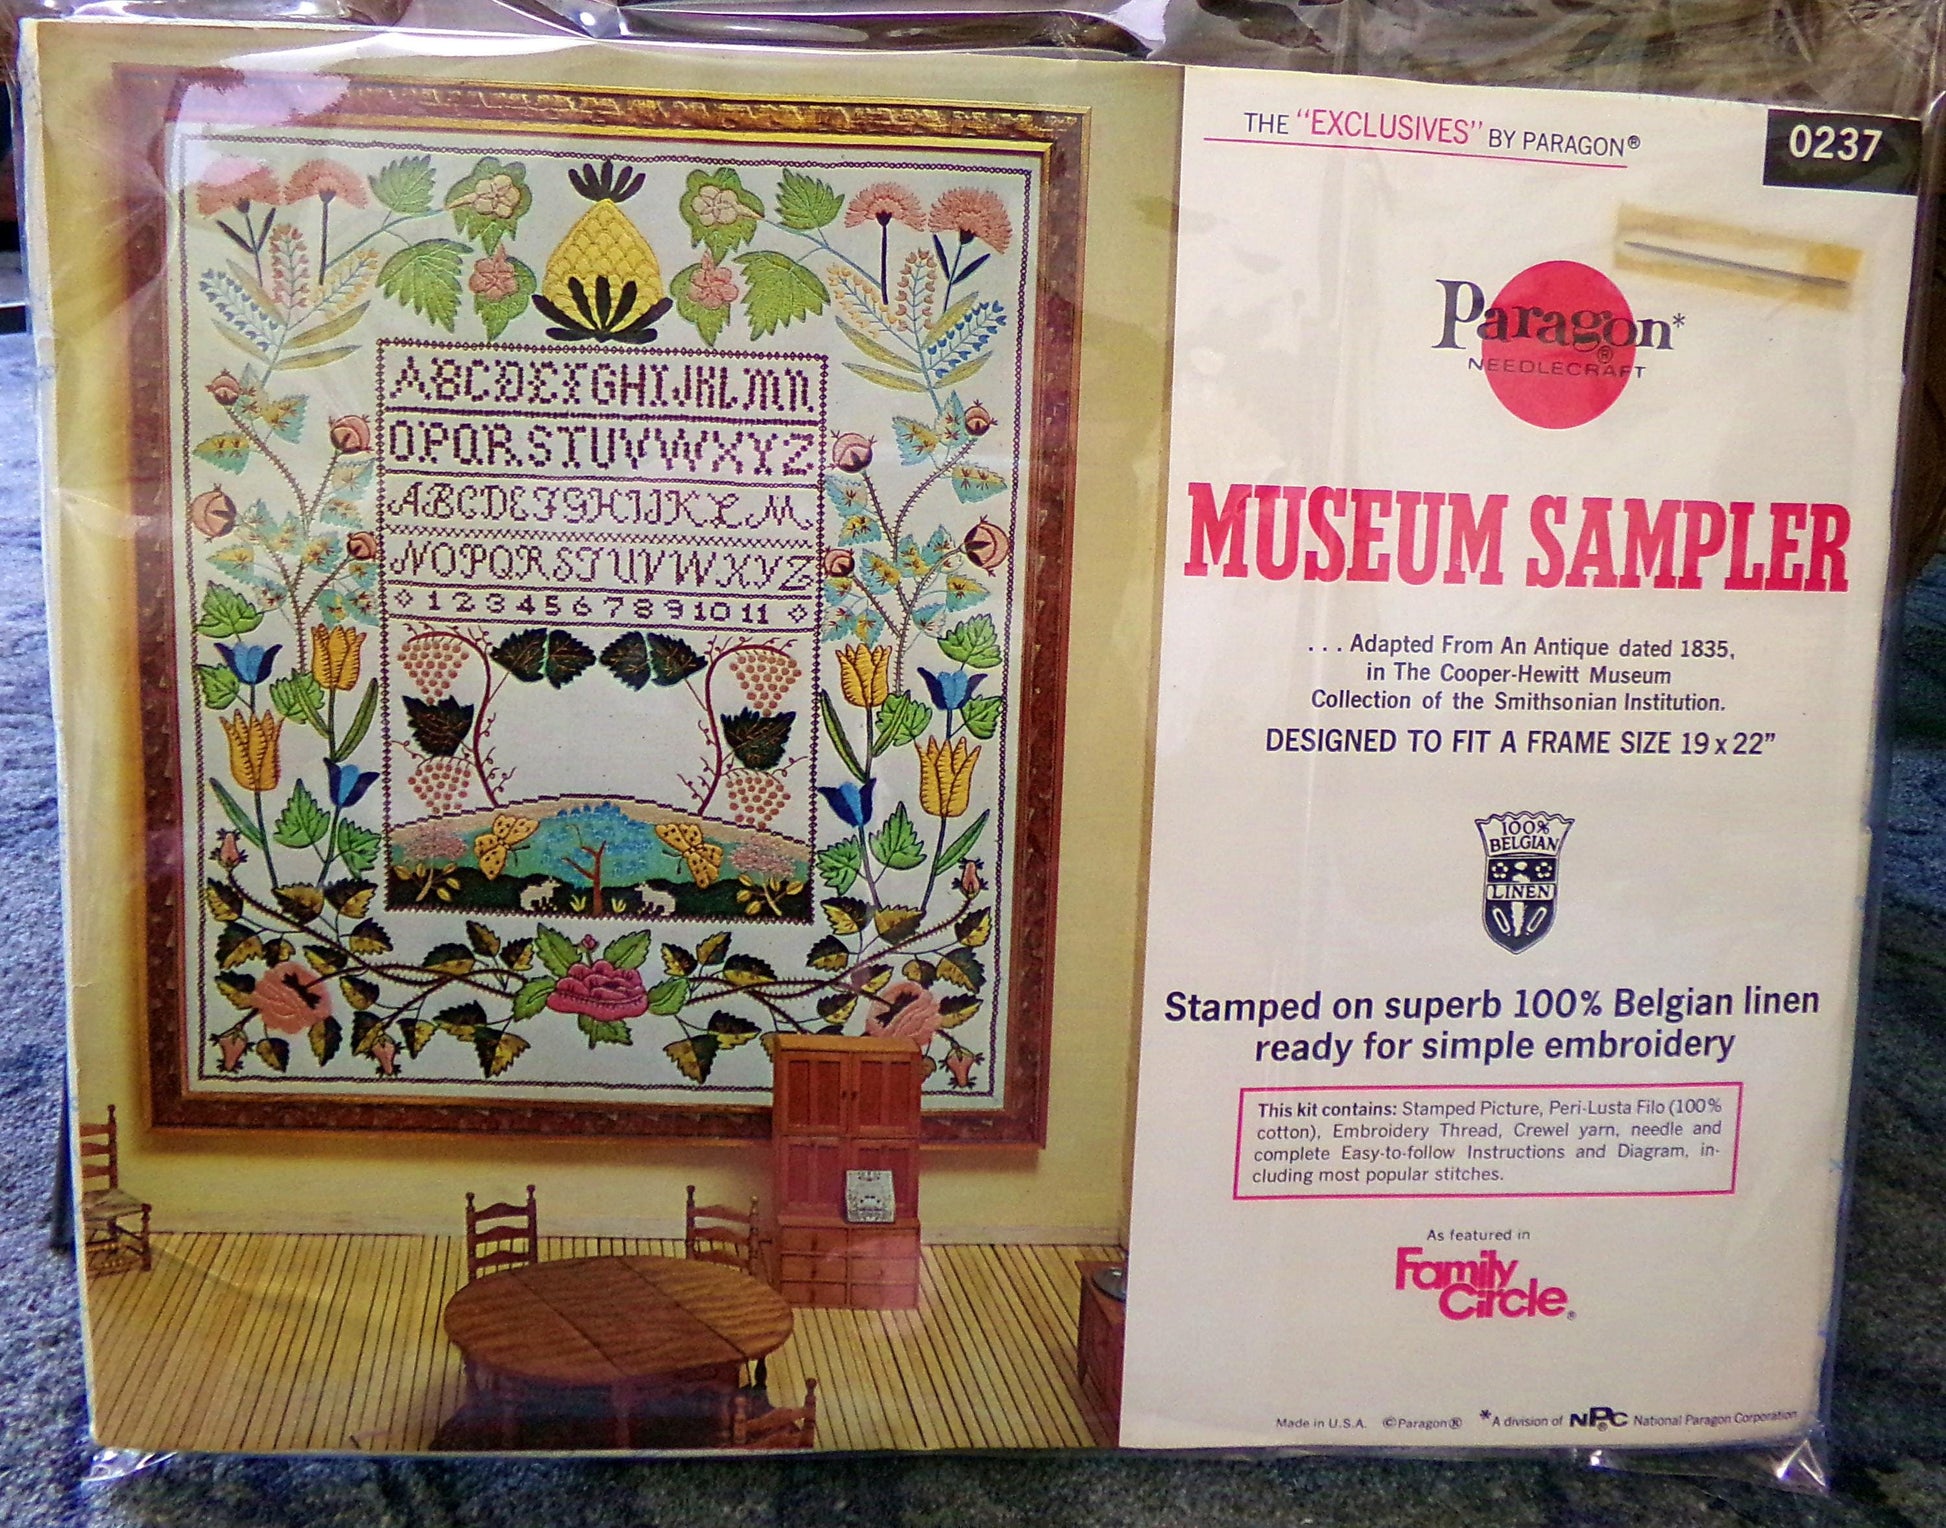 THE "EXCLUSIVES" BY PARAGON®
0237
Paragon*
®
NEEDLECRAFT
MUSEUM SAMPLER
. . . Adapted From An Antique dated 1835,
in The Cooper-Hewitt Museum
Collection of the Smithsonian Institution.
DESIGNED TO FIT A FRAME SIZE 19 x 22”
100%
BELGIAN
LINEN
Stamped on superb 100% Belgian linen
ready for simple embroidery
This kit contains: Stamped Picture, Peri-Lusta Filo (100%
cotton), Embroidery Thread, Crewel yarn, needle and
complete Easy-to-follow Instructions and Diagram, in-
cluding most popular stitches.
As featured in
Family
Circle®
Made in U.S.A. ©Paragon® *A division of NPC National Paragon Corporation
ABCDEFGHIJKLMN
OPQRSTUVWXYZ
ABCDEFGHIJKLM
NOPQRSTUVWXYZ
1 2 3 4 5 6 7 8 9 10 11